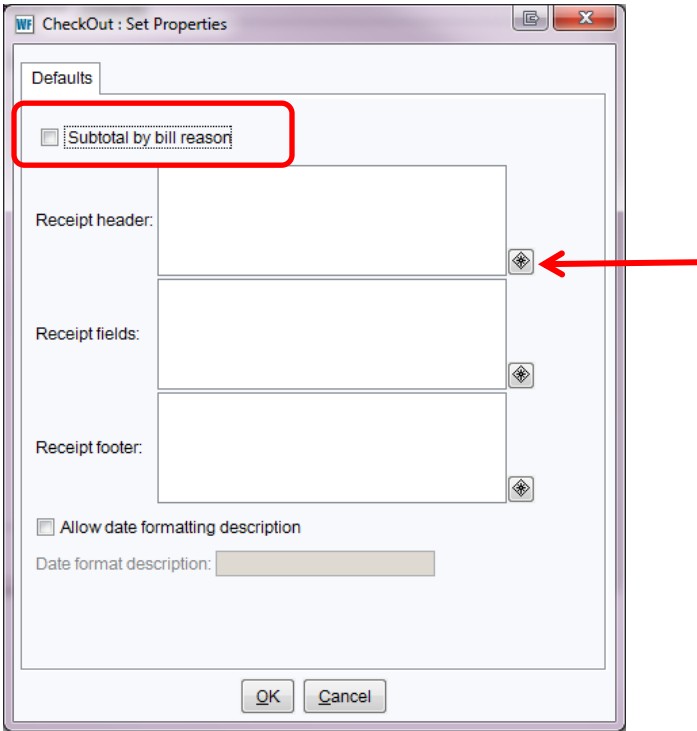 WF CheckOut : Set Properties
Defaults
Subtotal by bill reason
Receipt header:
Receipt fields:
Receipt footer:
Allow date formatting description
Date format description:
OK Cancel